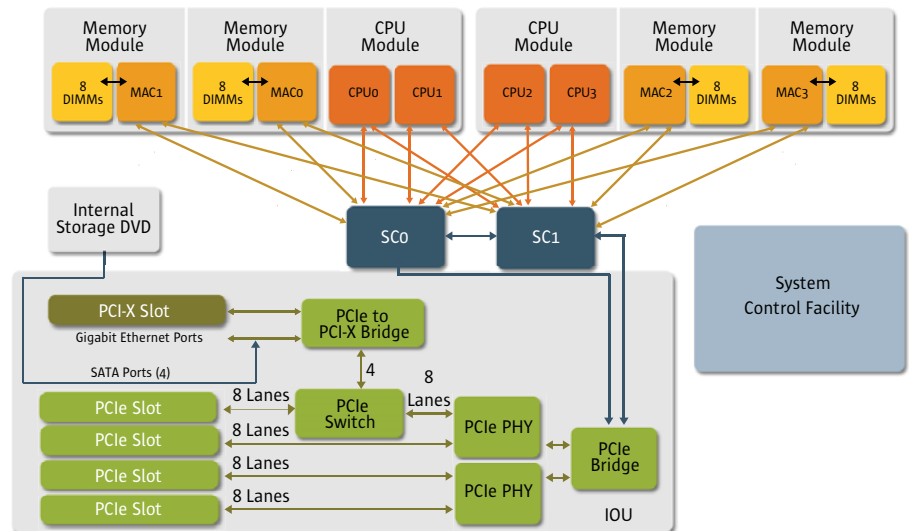 Memory
Module
Memory
Module
CPU
Module
CPU
Module
Memory
Module
Memory
Module
8
DIMMs
MAC1
8
DIMMs
MAC0
CPU0
CPU1
CPU2
CPU3
MAC2
8
DIMMs
MAC3
8
DIMMs
Internal
Storage DVD
SC0
SC1
System
Control Facility
PCI-X Slot
PCIe to
PCI-X Bridge
Gigabit Ethernet Ports
SATA Ports (4)
4
8
Lanes
8 Lanes
PCIe Slot
PCIe
Switch
PCIe PHY
8 Lanes
PCIe Slot
PCIe
Bridge
8 Lanes
PCIe Slot
PCIe PHY
8 Lanes
PCIe Slot
IOU